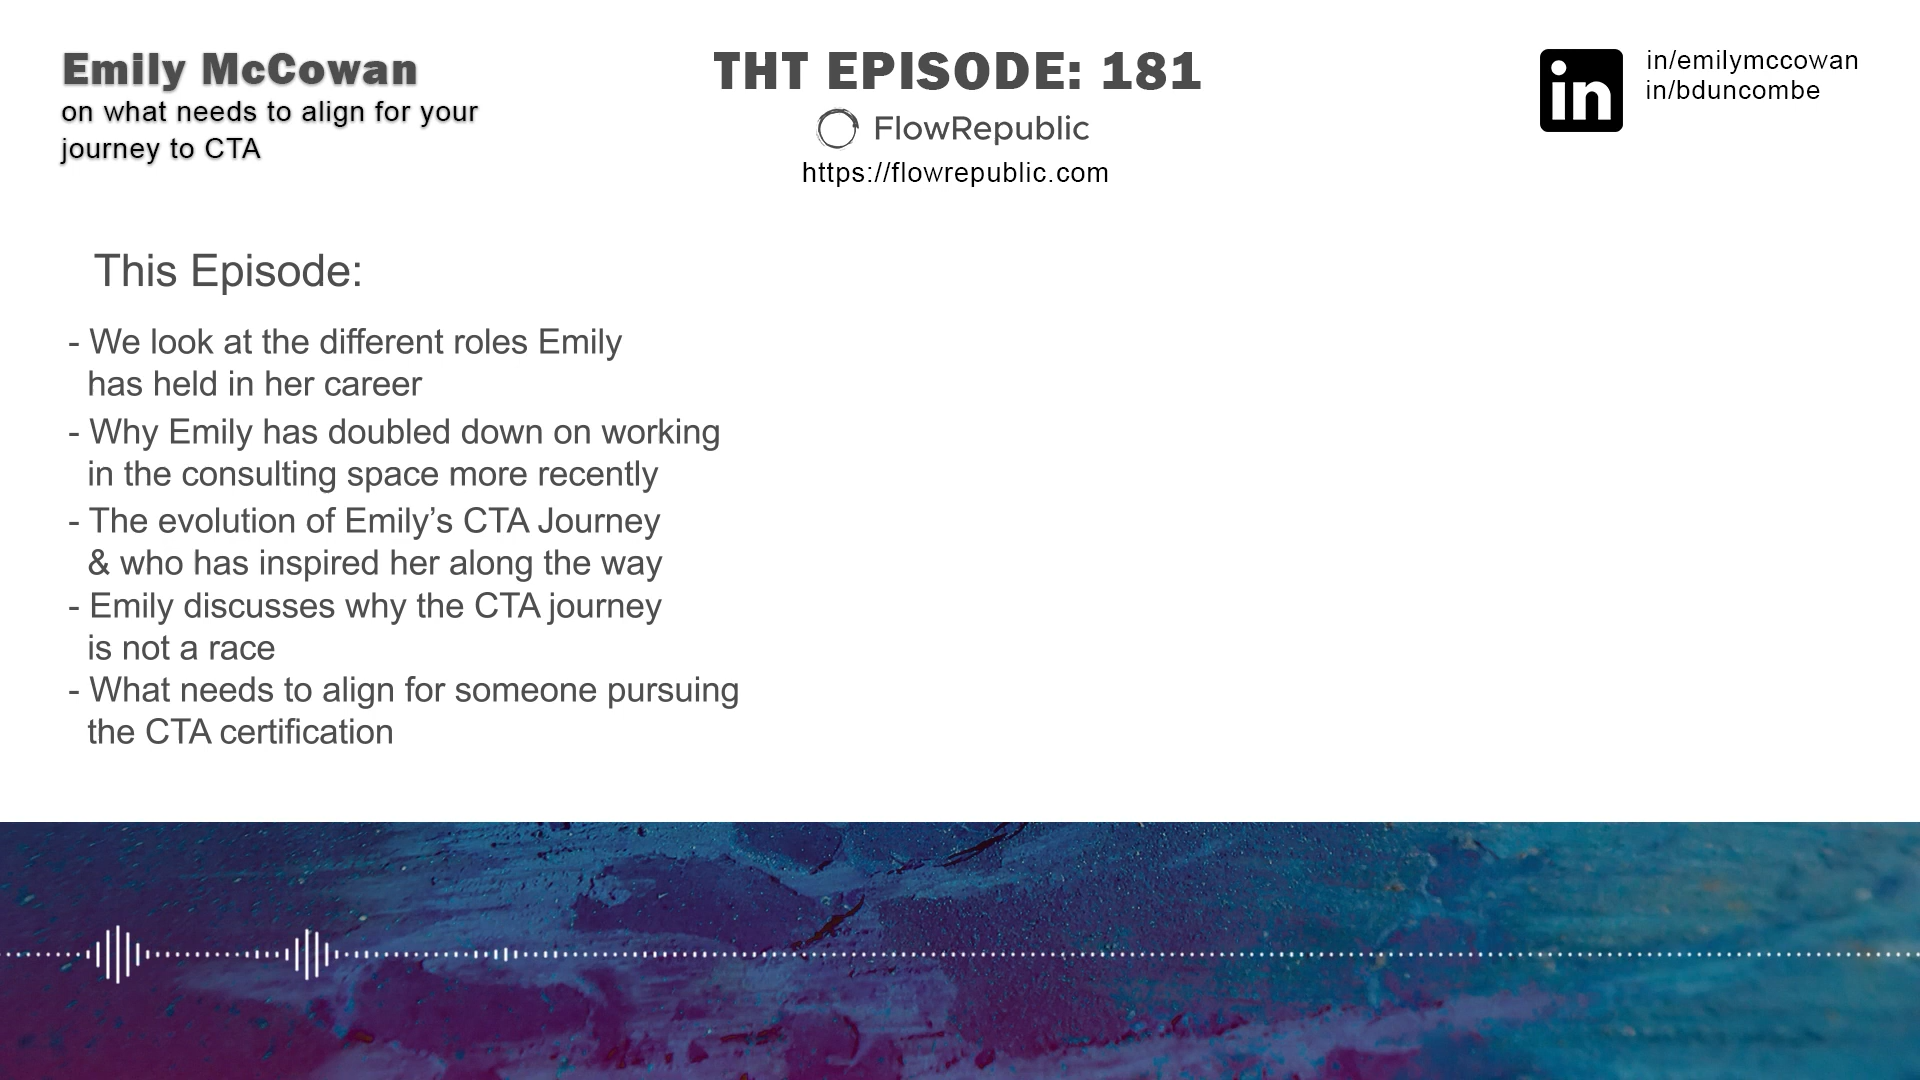 Emily McCowan
on what needs to align for your
journey to CTA
THT EPISODE: 181
FlowRepublic
https://flowrepublic.com
in
in/emilymccowan
in/bduncombe
This Episode:
- We look at the different roles Emily
has held in her career
- Why Emily has doubled down on working
in the consulting space more recently
- The evolution of Emily’s CTA Journey
& who has inspired her along the way
- Emily discusses why the CTA journey
is not a race
- What needs to align for someone pursuing
the CTA certification